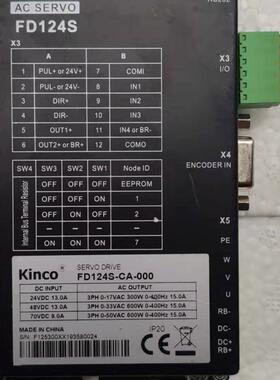 AC SERVO
FD124S
RS232
X3
A B
1 PUL+ or 24V+ 7 COMI
2 PUL- or 24V- 8 IN1
3 DIR+ 9 IN2
4 DIR- 10 IN3
5 OUT1+ 11 IN4 or BR-
6 OUT2+ or BR+ 12 COMO
X3
I/O
Internal Bus Terminal Resistor
SW4 SW3 SW2 SW1 Node ID
OFF OFF OFF EEPROM
OFF OFF ON 1
OFF ON OFF 2
– – – –
ON ON ON 7
X4
ENCODER IN
X5
PE
W
V
U
RB-
DC-
DC+
RB+
Kinco
SERVO DRIVE
FD124S-CA-000
DC INPUT AC OUTPUT
24VDC 13.0A 3PH 0-17VAC 300W 0-400Hz 15.0A
48VDC 13.0A 3PH 0-33VAC 600W 0-400Hz 15.0A
70VDC 9.0A 3PH 0-50VAC 600W 0-400Hz 15.0A
MADE IN CHINA
IP20
CE